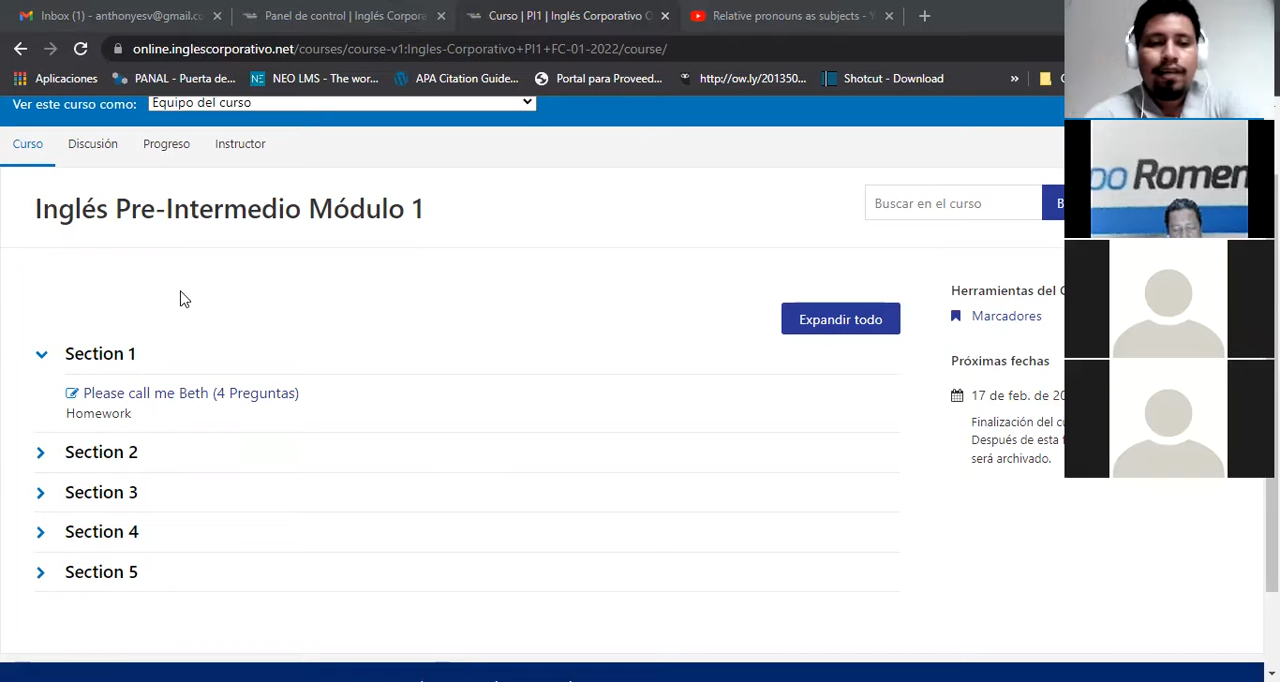 Inbox (1) - anthonyesv@gmail.co
Panel de control | Inglés Corpora
Curso | PI1 | Inglés Corporativo O
Relative pronouns as subjects - Y
online.inglescorporativo.net/courses/course-v1:Ingles-Corporativo+PI1+FC-01-2022/course/
Aplicaciones
PANAL - Puerta de...
NEO LMS - The wor...
APA Citation Guide...
Portal para Proveed...
http://ow.ly/201350...
Shotcut - Download
»
Ver este curso como:
Equipo del curso
Curso
Discusión
Progreso
Instructor
Inglés Pre-Intermedio Módulo 1
Buscar en el curso
B
Expandir todo
Section 1
Please call me Beth (4 Preguntas)
Homework
Section 2
Section 3
Section 4
Section 5
Herramientas del C
Marcadores
Próximas fechas
17 de feb. de 20
Finalización del cu
Después de esta f
será archivado.
po Romen